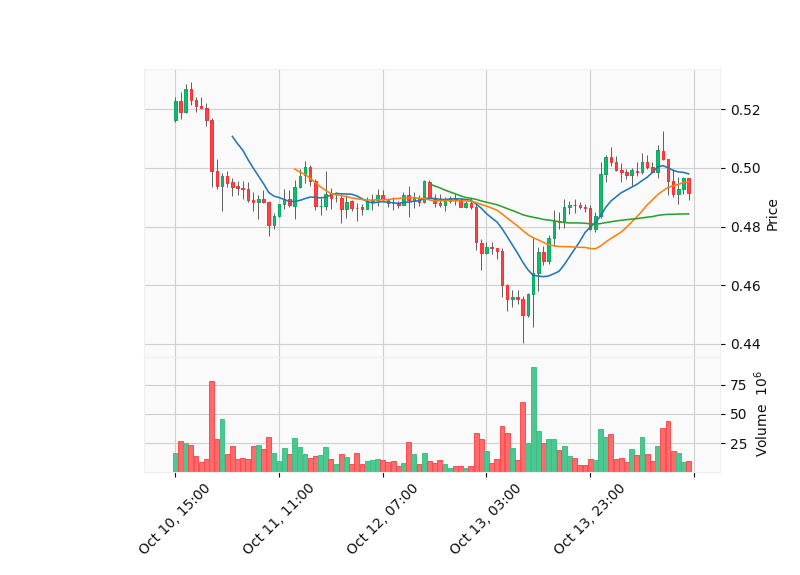 0.52
0.50
0.48
0.46
0.44
Price
75
50
25
Volume 10^6
Oct 10, 15:00
Oct 11, 11:00
Oct 12, 07:00
Oct 13, 03:00
Oct 13, 23:00